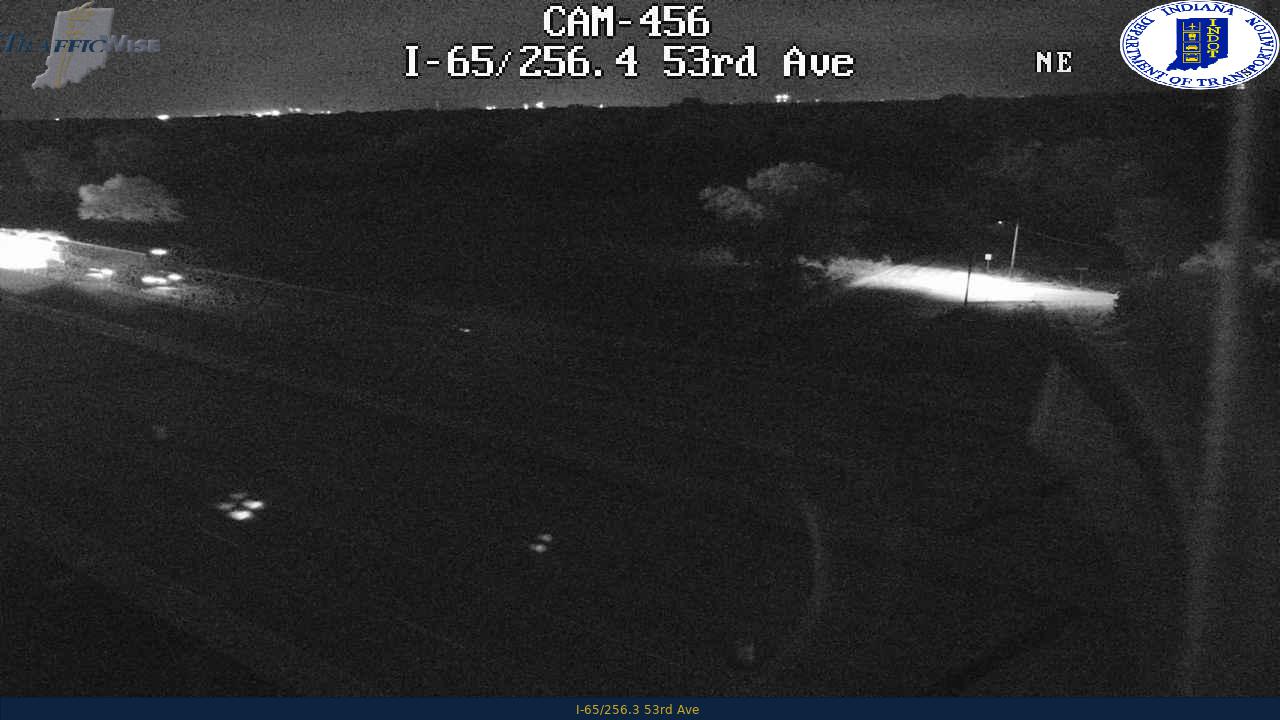 TRAFFICWISE
CAM-456
I-65/256.4 53rd Ave
NE
INDIANA
DEPARTMENT OF TRANSPORTATION
INDOT
I-65/256.3 53rd Ave